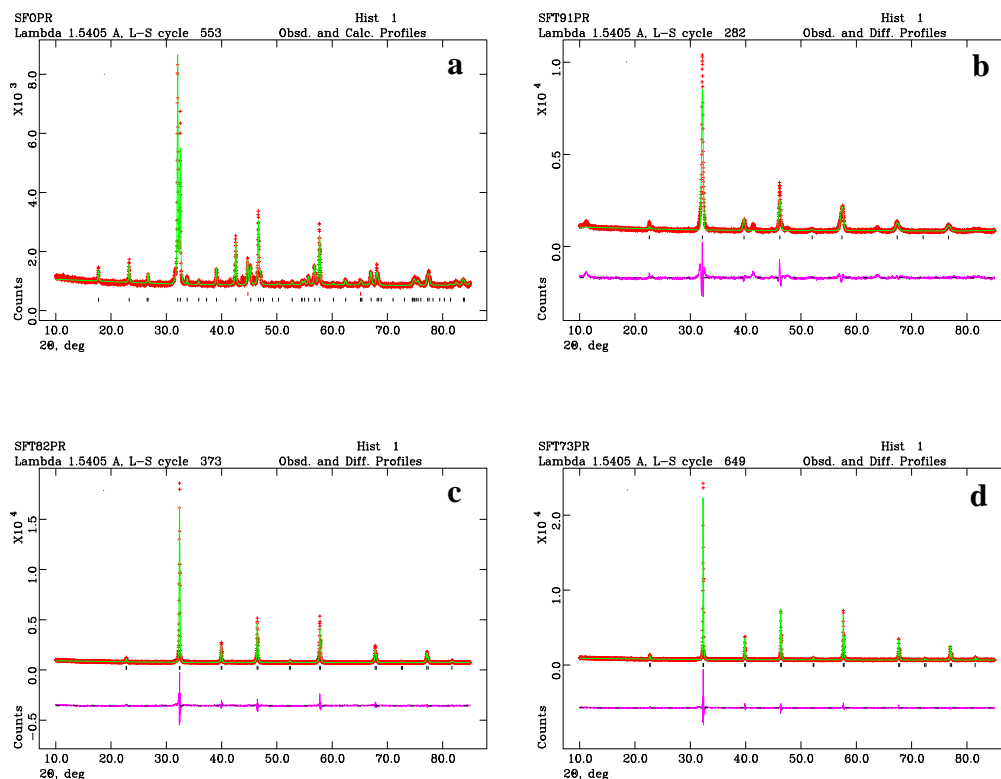 SFOPR Hist 1
Lambda 1.5405 A, L-S cycle 553 Obsd. and Calc. Profiles
a
X10 3
8.0
6.0
4.0
2.0
0.0
Counts
10.0 20.0 30.0 40.0 50.0 60.0 70.0 80.0
2Θ, deg
SFT91PR Hist 1
Lambda 1.5405 A, L-S cycle 282 Obsd. and Diff. Profiles
b
X10 4
1.0
0.5
0.0
Counts
10.0 20.0 30.0 40.0 50.0 60.0 70.0 80.0
2Θ, deg
SFT82PR Hist 1
Lambda 1.5405 A, L-S cycle 373 Obsd. and Diff. Profiles
c
X10 4
1.5
1.0
0.5
0.0
-0.5
Counts
10.0 20.0 30.0 40.0 50.0 60.0 70.0 80.0
2Θ, deg
SFT73PR Hist 1
Lambda 1.5405 A, L-S cycle 649 Obsd. and Diff. Profiles
d
X10 4
2.0
1.0
0.0
Counts
10.0 20.0 30.0 40.0 50.0 60.0 70.0 80.0
2Θ, deg